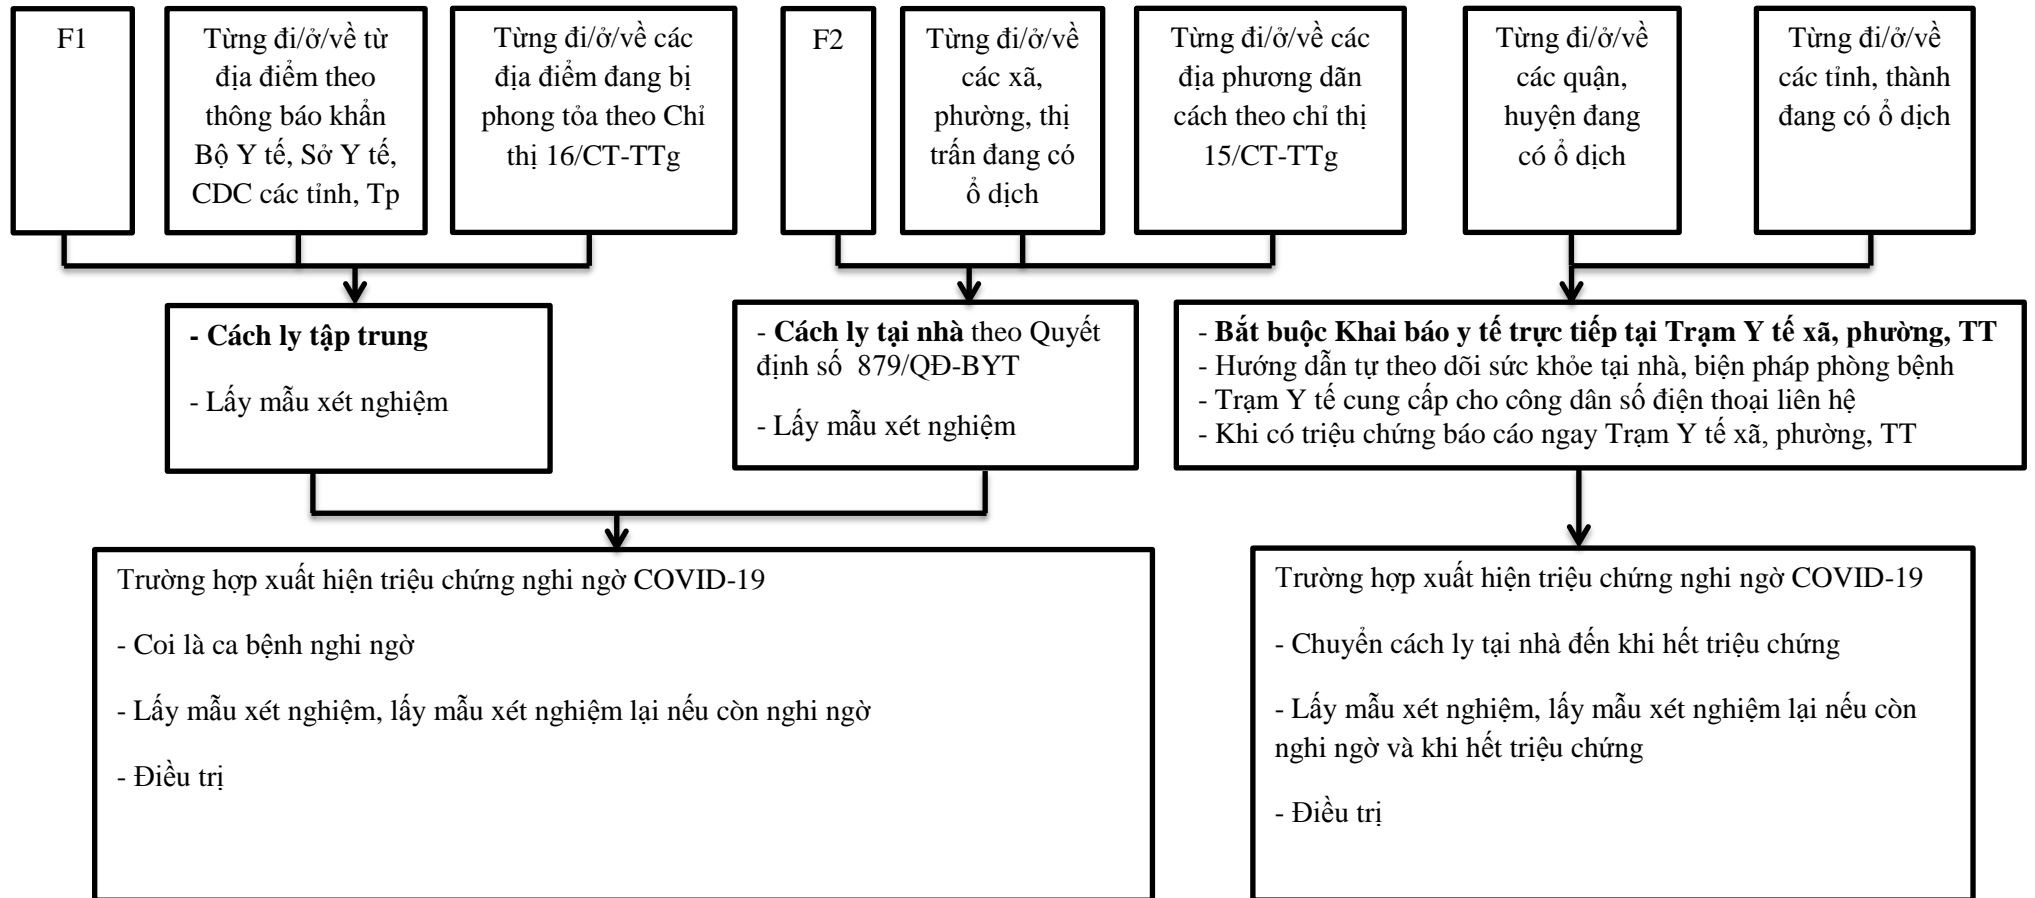 F1
Từng đi/ở/về từ
địa điểm theo
thông báo khẩn
Bộ Y tế, Sở Y tế,
CDC các tỉnh, Tp
Từng đi/ở/về các
địa điểm đang bị
phong tỏa theo Chỉ
thị 16/CT-TTg
F2
Từng đi/ở/về
các xã,
phường, thị
trấn đang có
ổ dịch
Từng đi/ở/về các
địa phương dãn
cách theo chỉ thị
15/CT-TTg
Từng đi/ở/về
các quận,
huyện đang
có ổ dịch
Từng đi/ở/về
các tỉnh, thành
đang có ổ dịch
- Cách ly tập trung
- Lấy mẫu xét nghiệm
- Cách ly tại nhà theo Quyết
định số 879/QĐ-BYT
- Lấy mẫu xét nghiệm
- Bắt buộc Khai báo y tế trực tiếp tại Trạm Y tế xã, phường, TT
- Hướng dẫn tự theo dõi sức khỏe tại nhà, biện pháp phòng bệnh
- Trạm Y tế cung cấp cho công dân số điện thoại liên hệ
- Khi có triệu chứng báo cáo ngay Trạm Y tế xã, phường, TT
Trường hợp xuất hiện triệu chứng nghi ngờ COVID-19
- Coi là ca bệnh nghi ngờ
- Lấy mẫu xét nghiệm, lấy mẫu xét nghiệm lại nếu còn nghi ngờ
- Điều trị
Trường hợp xuất hiện triệu chứng nghi ngờ COVID-19
- Chuyển cách ly tại nhà đến khi hết triệu chứng
- Lấy mẫu xét nghiệm, lấy mẫu xét nghiệm lại nếu còn
nghi ngờ và khi hết triệu chứng
- Điều trị